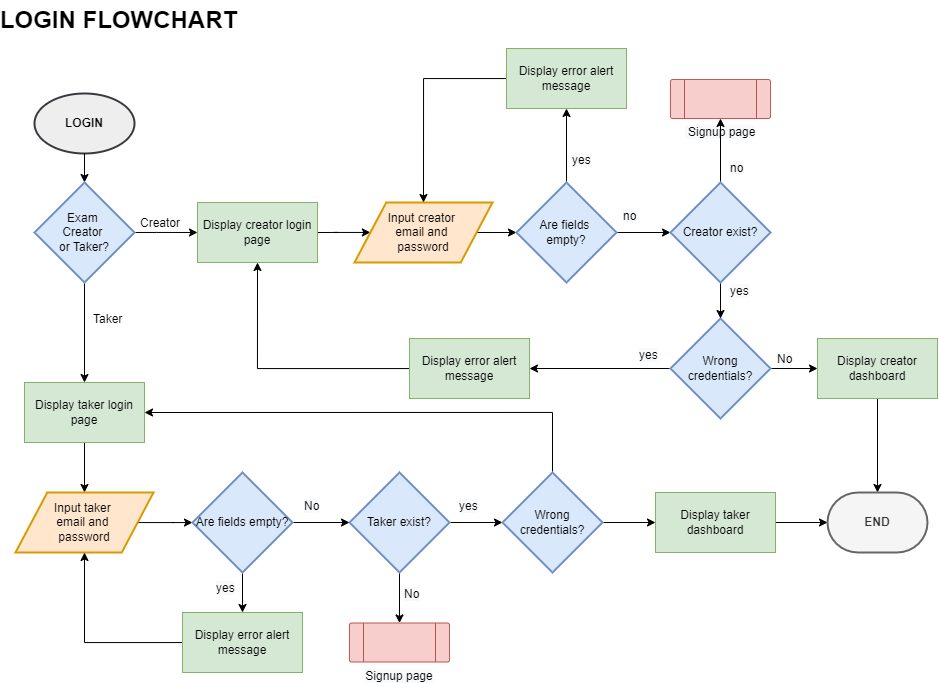 LOGIN FLOWCHART
Display error alert
message
LOGIN
Signup page
yes
no
Exam
Creator
or Taker?
Creator
Display creator login
page
Input creator
email and
password
Are fields
empty?
no
Creator exist?
yes
Taker
Display error alert
message
yes
Wrong
credentials?
No
Display creator
dashboard
Display taker login
page
Input taker
email and
password
Are fields empty?
No
Taker exist?
yes
Wrong
credentials?
Display taker
dashboard
END
yes
No
Display error alert
message
Signup page